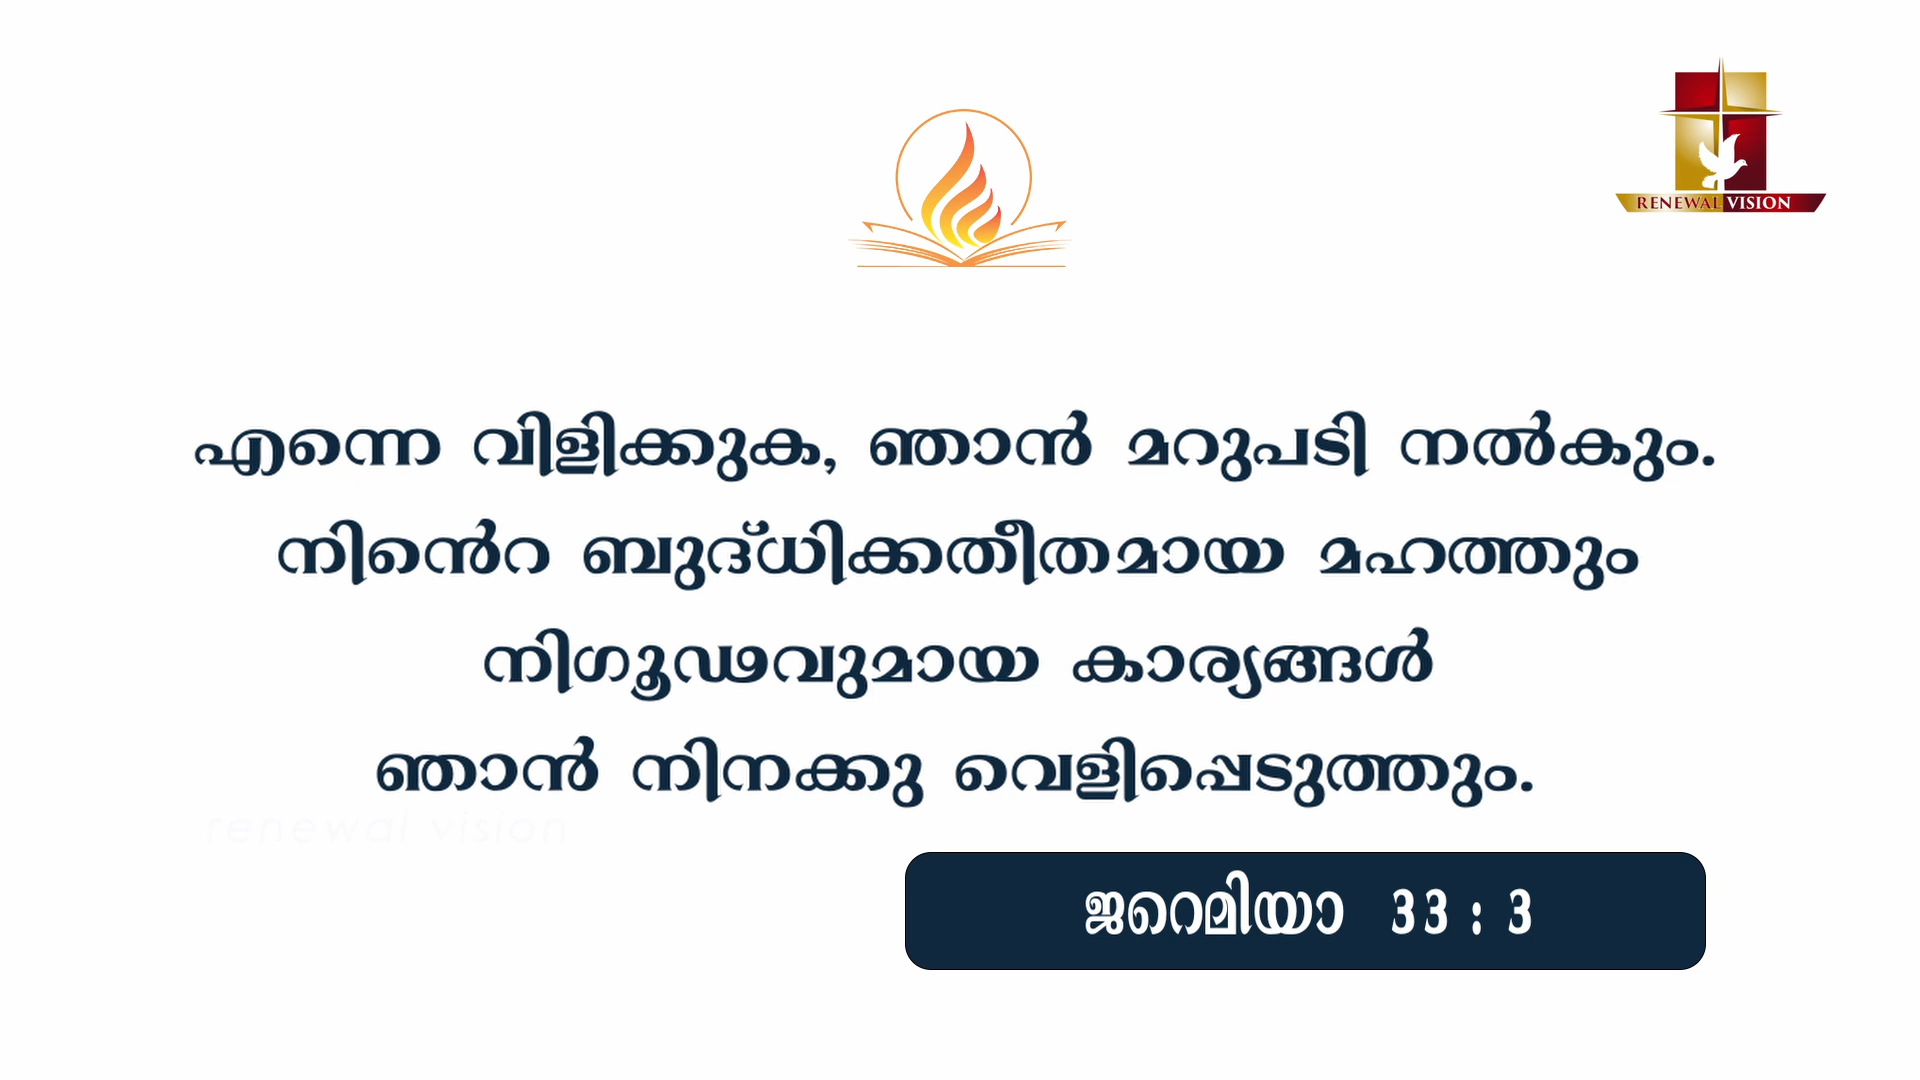 RENEWAL VISION
എന്നെ വിളിക്കുക, ഞാൻ മറുപടി നൽകും.
നിൻെറ ബുദ്ധിക്കതീതമായ മഹത്തും
നിഗൂഢവുമായ കാര്യങ്ങൾ
ഞാൻ നിനക്കു വെളിപ്പെടുത്തും.
renewal vision
ജറെമിയാ 33 : 3